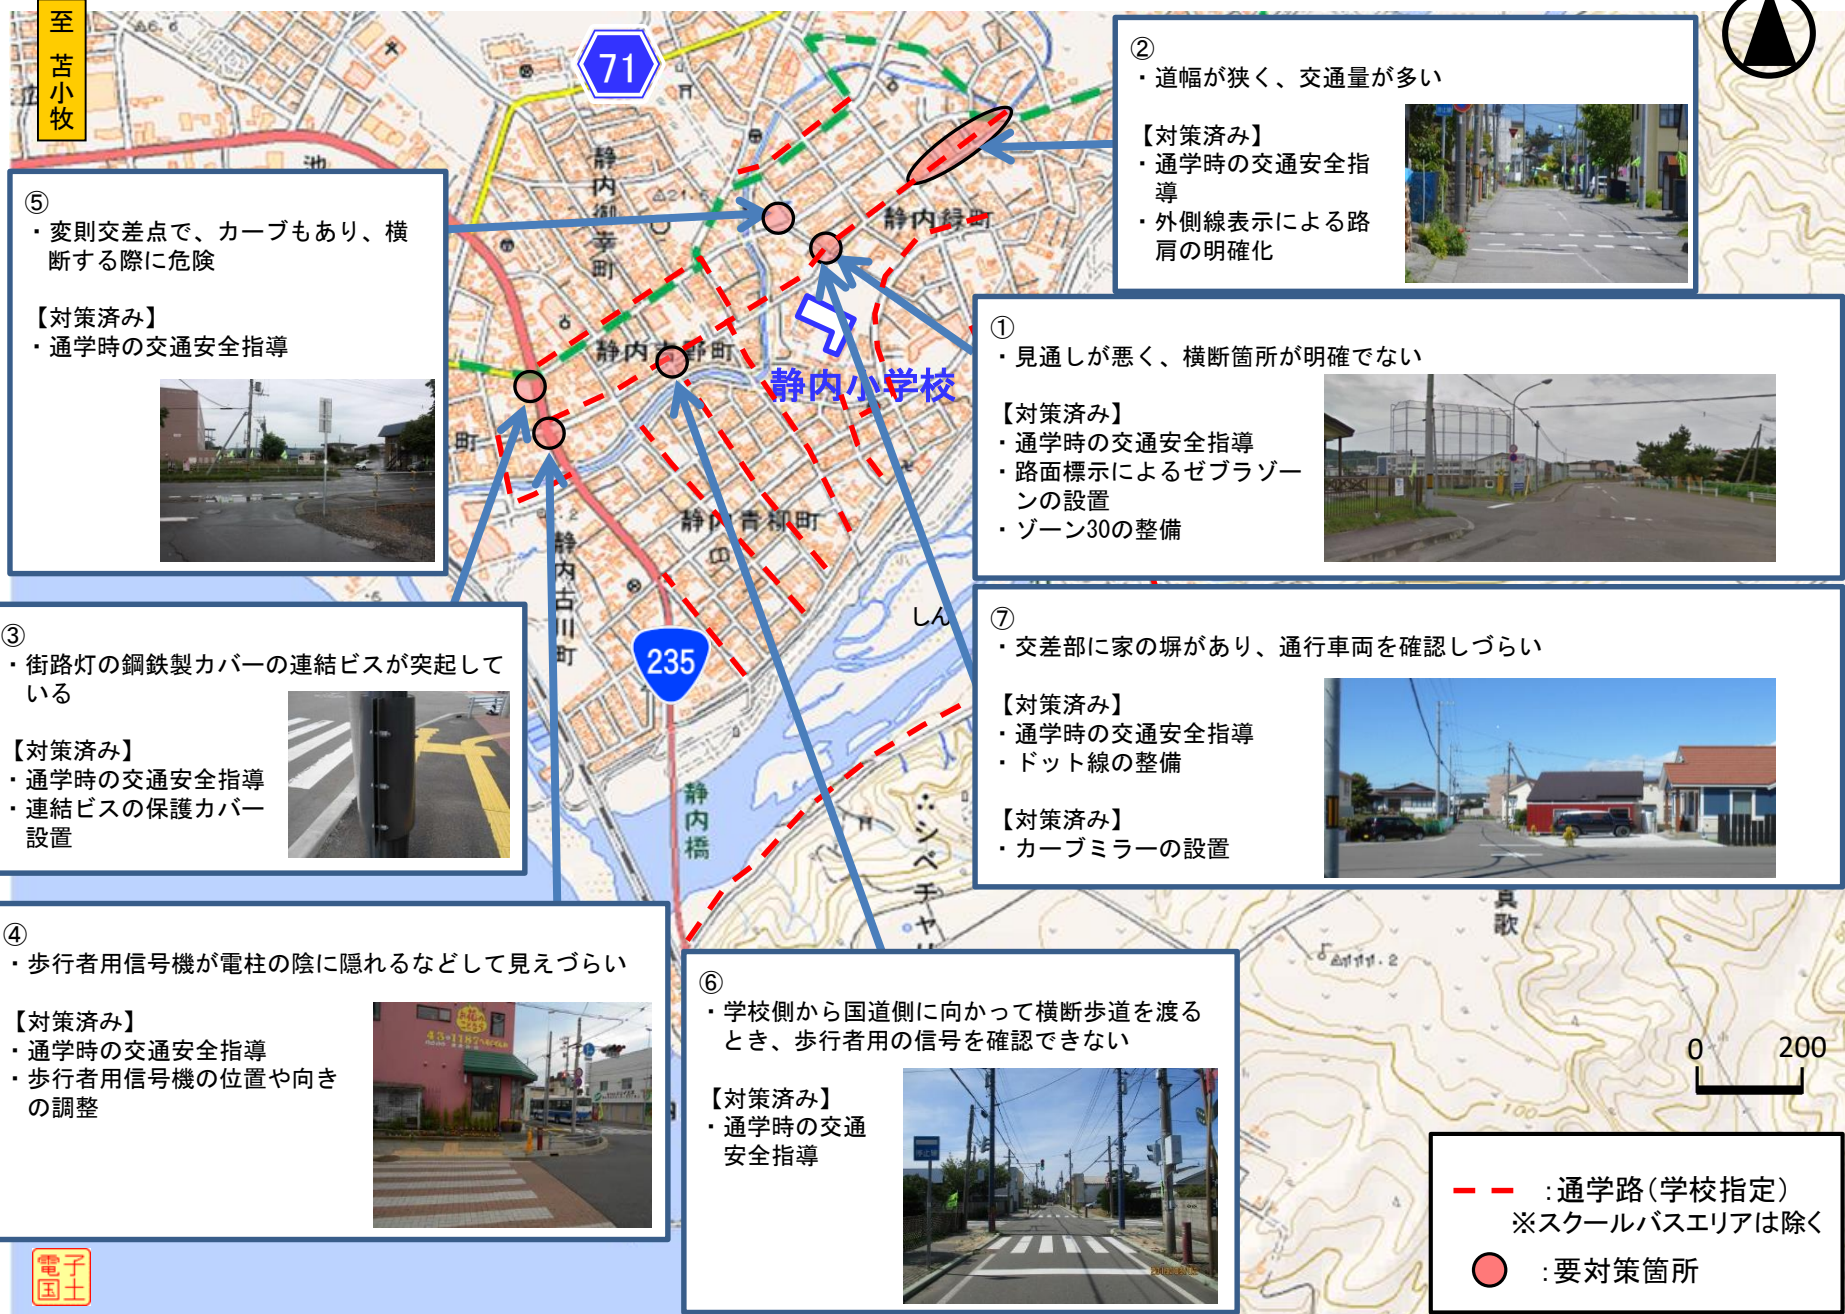 至 苫小牧
71
②
・道幅が狭く、交通量が多い
【対策済み】
・通学時の交通安全指
導
・外側線表示による路
肩の明確化
⑤
・変則交差点で、カーブもあり、横
断する際に危険
【対策済み】
・通学時の交通安全指導
池
静内御幸町
静内緑町
静内吉野町
静内小学校
町
静内青柳町
静内古川町
235
静内橋
しん
シベチャリ
真歌
①
・見通しが悪く、横断箇所が明確でない
【対策済み】
・通学時の交通安全指導
・路面標示によるゼブラゾー
ンの設置
・ゾーン30の整備
③
・街路灯の鋼鉄製カバーの連結ビスが突起して
いる
【対策済み】
・通学時の交通安全指導
・連結ビスの保護カバー
設置
⑦
・交差部に家の塀があり、通行車両を確認しづらい
【対策済み】
・通学時の交通安全指導
・ドット線の整備
【対策済み】
・カーブミラーの設置
④
・歩行者用信号機が電柱の陰に隠れるなどして見えづらい
【対策済み】
・通学時の交通安全指導
・歩行者用信号機の位置や向き
の調整
⑥
・学校側から国道側に向かって横断歩道を渡る
とき、歩行者用の信号を確認できない
【対策済み】
・通学時の交通
安全指導
100
0 200
:通学路(学校指定)
※スクールバスエリアは除く
:要対策箇所
電子
国土